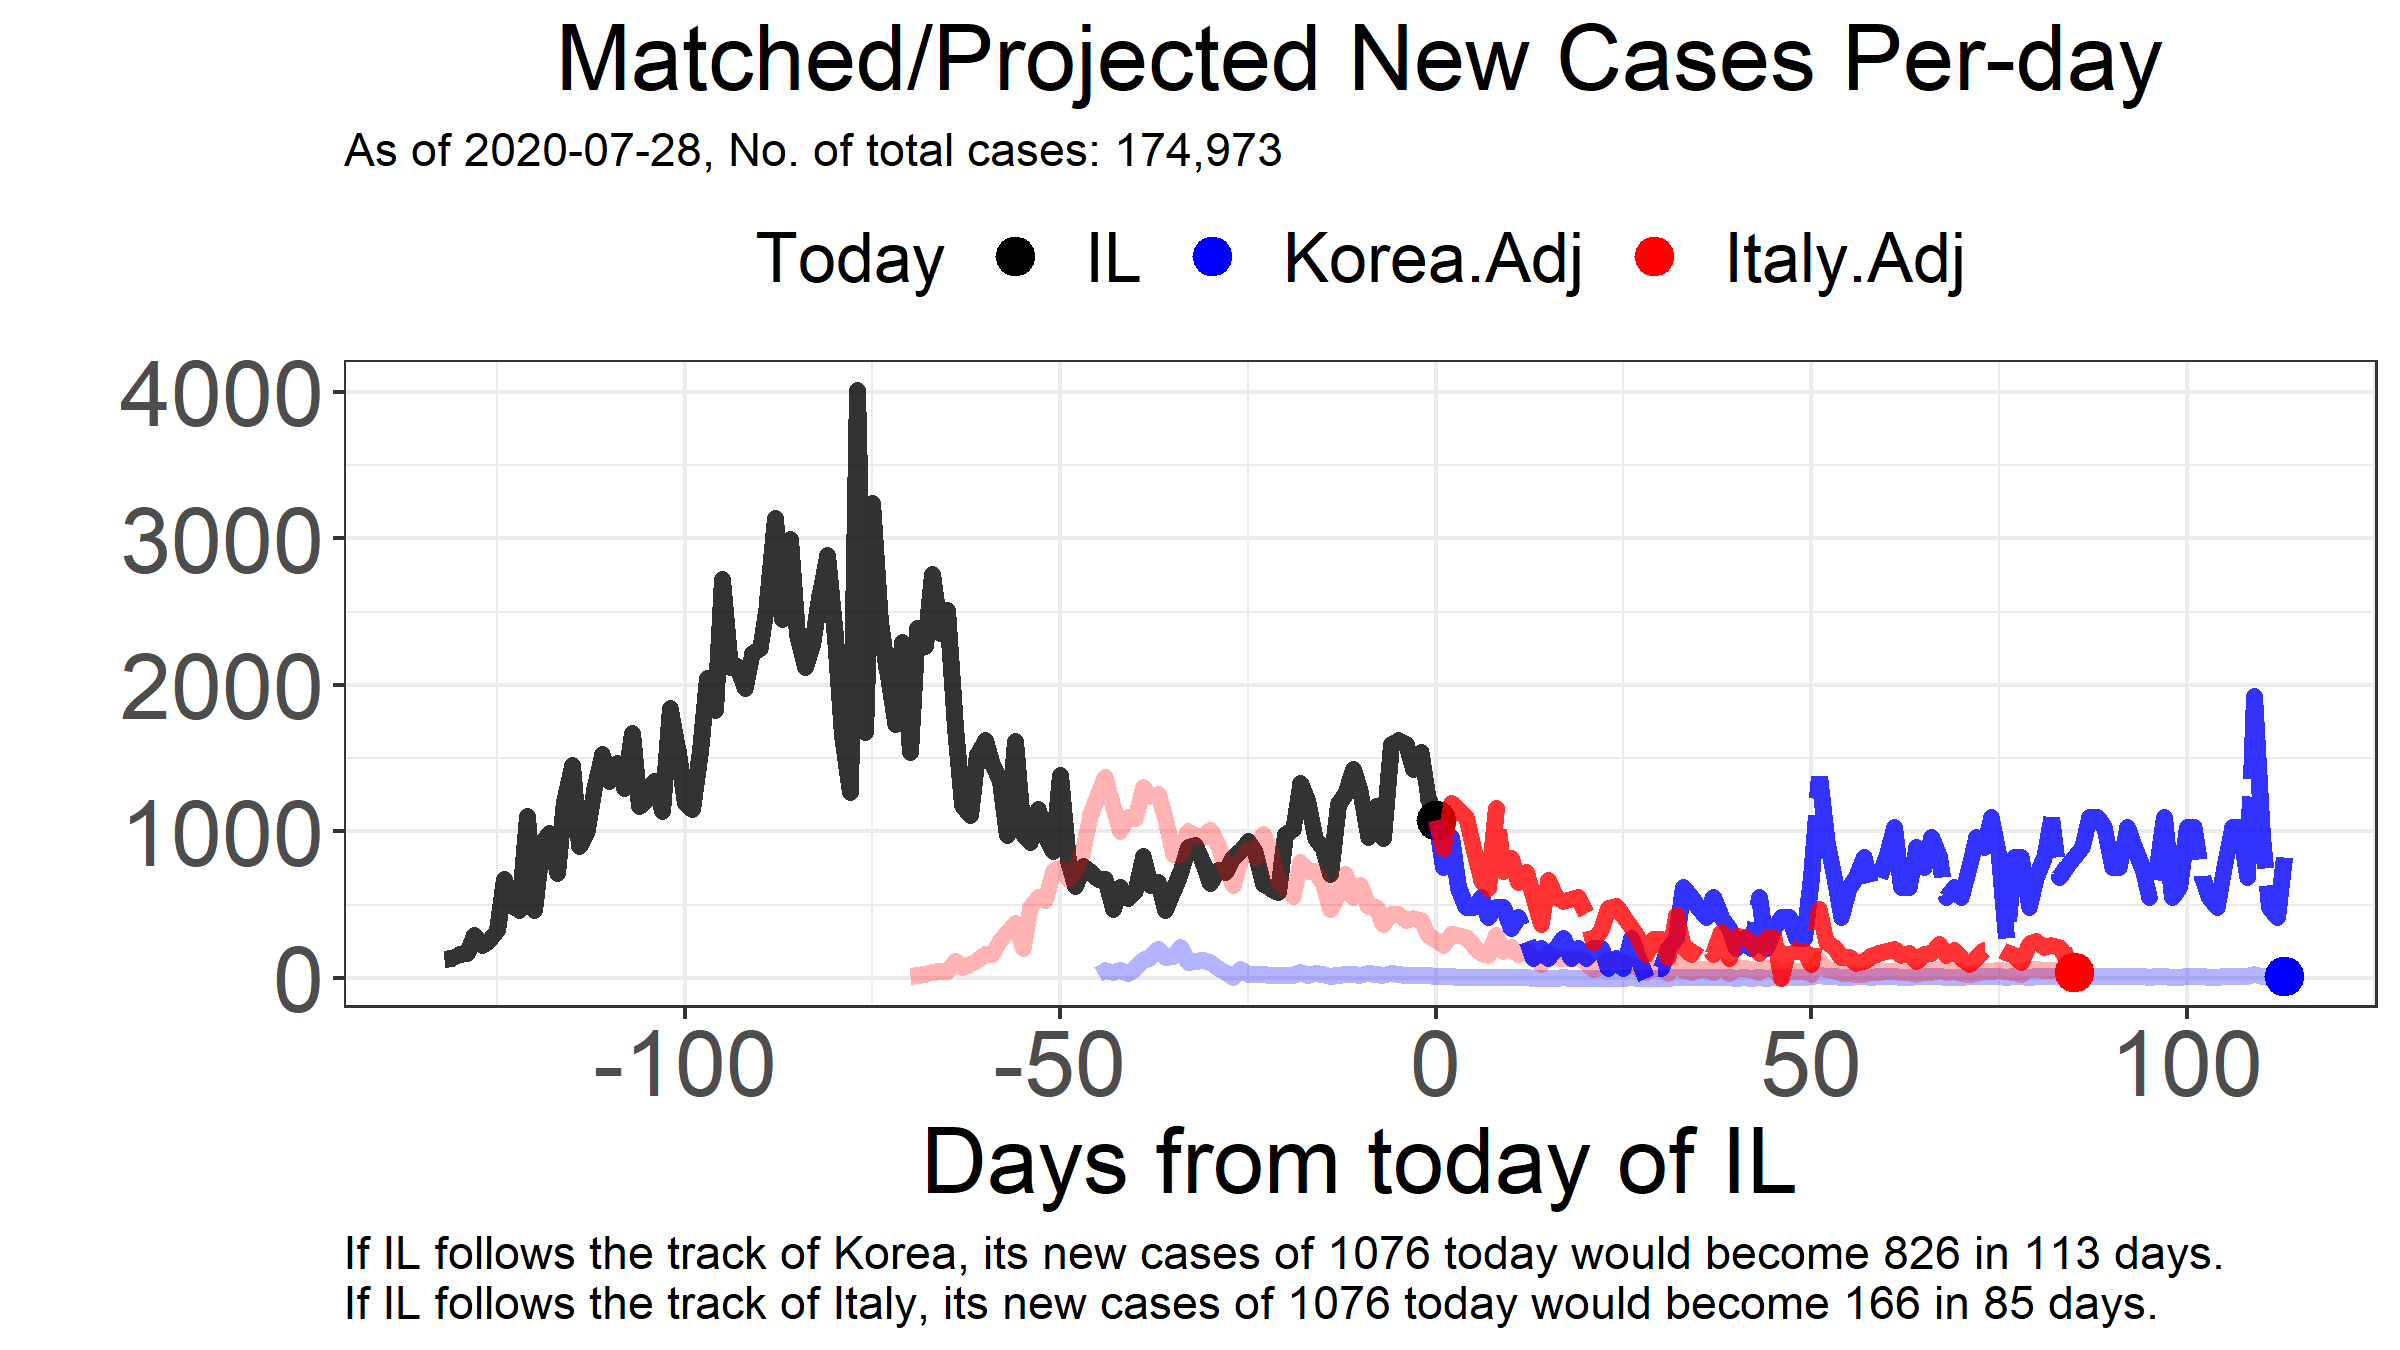 Matched/Projected New Cases Per-day
As of 2020-07-28, No. of total cases: 174,973
Today IL Korea.Adj Italy.Adj
4000
3000
2000
1000
0
-100 -50 0 50 100
Days from today of IL
If IL follows the track of Korea, its new cases of 1076 today would become 826 in 113 days.
If IL follows the track of Italy, its new cases of 1076 today would become 166 in 85 days.